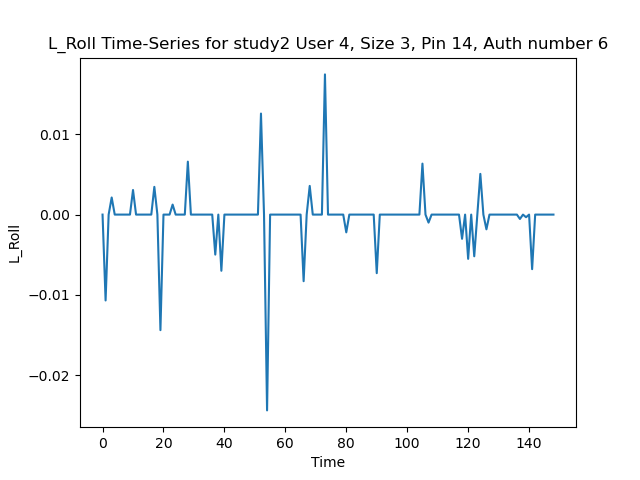 L_Roll Time-Series for study2 User 4, Size 3, Pin 14, Auth number 6
0.01
0.00
−0.01
−0.02
L_Roll
0 20 40 60 80 100 120 140
Time